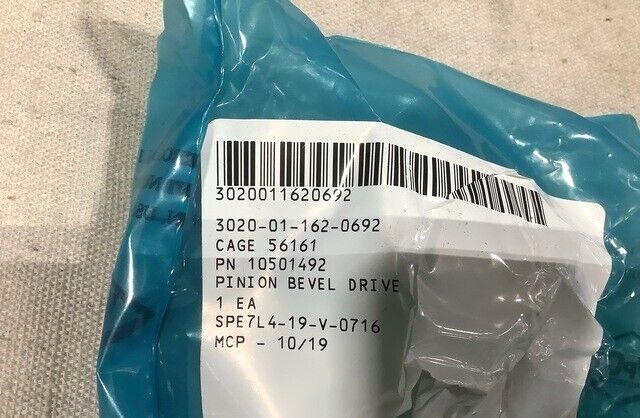 3020011620692
3020-01-162-0692
CAGE 56161
PN 10501492
PINION BEVEL DRIVE
1 EA
SPE7L4-19-V-0716
MCP - 10/19